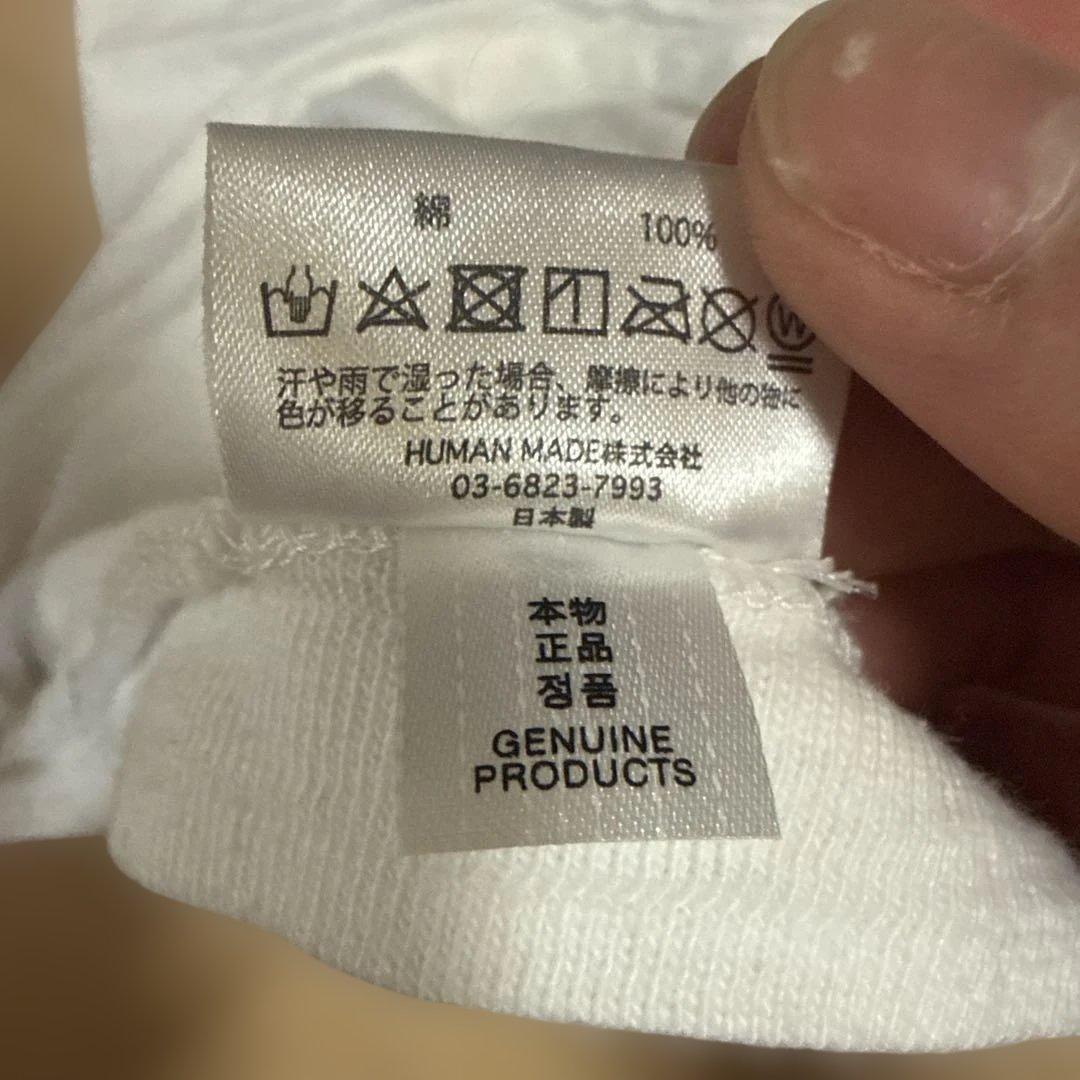 綿 100%
W
汗や雨で湿った場合、摩擦により他の物に
色が移ることがあります。
HUMAN MADE株式会社
03-6823-7993
日本製
本物
正品
정품
GENUINE
PRODUCTS